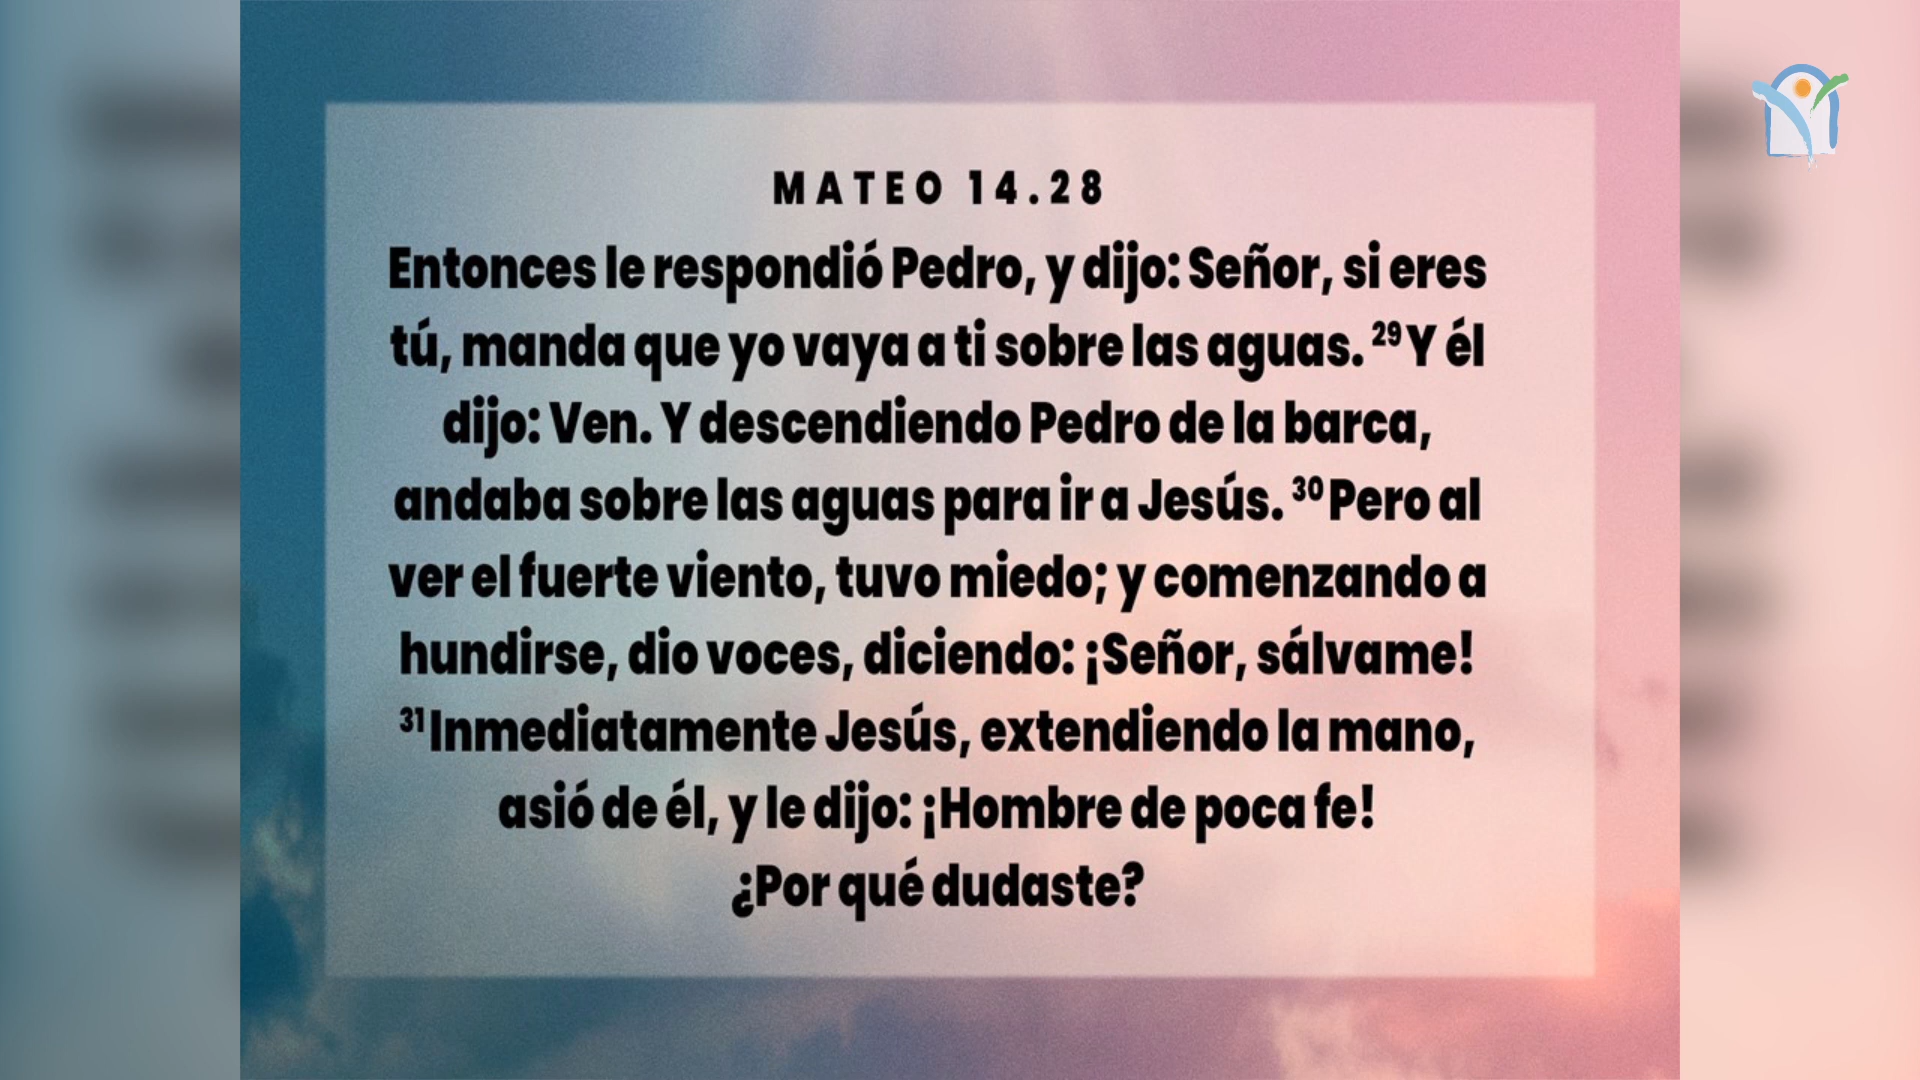 MATEO 14.28
Entonces le respondió Pedro, y dijo: Señor, si eres
tú, manda que yo vaya a ti sobre las aguas. 29 Y él
dijo: Ven. Y descendiendo Pedro de la barca,
andaba sobre las aguas para ir a Jesús. 30 Pero al
ver el fuerte viento, tuvo miedo; y comenzando a
hundirse, dio voces, diciendo: ¡Señor, sálvame!
31 Inmediatamente Jesús, extendiendo la mano,
asió de él, y le dijo: ¡Hombre de poca fe!
¿Por qué dudaste?